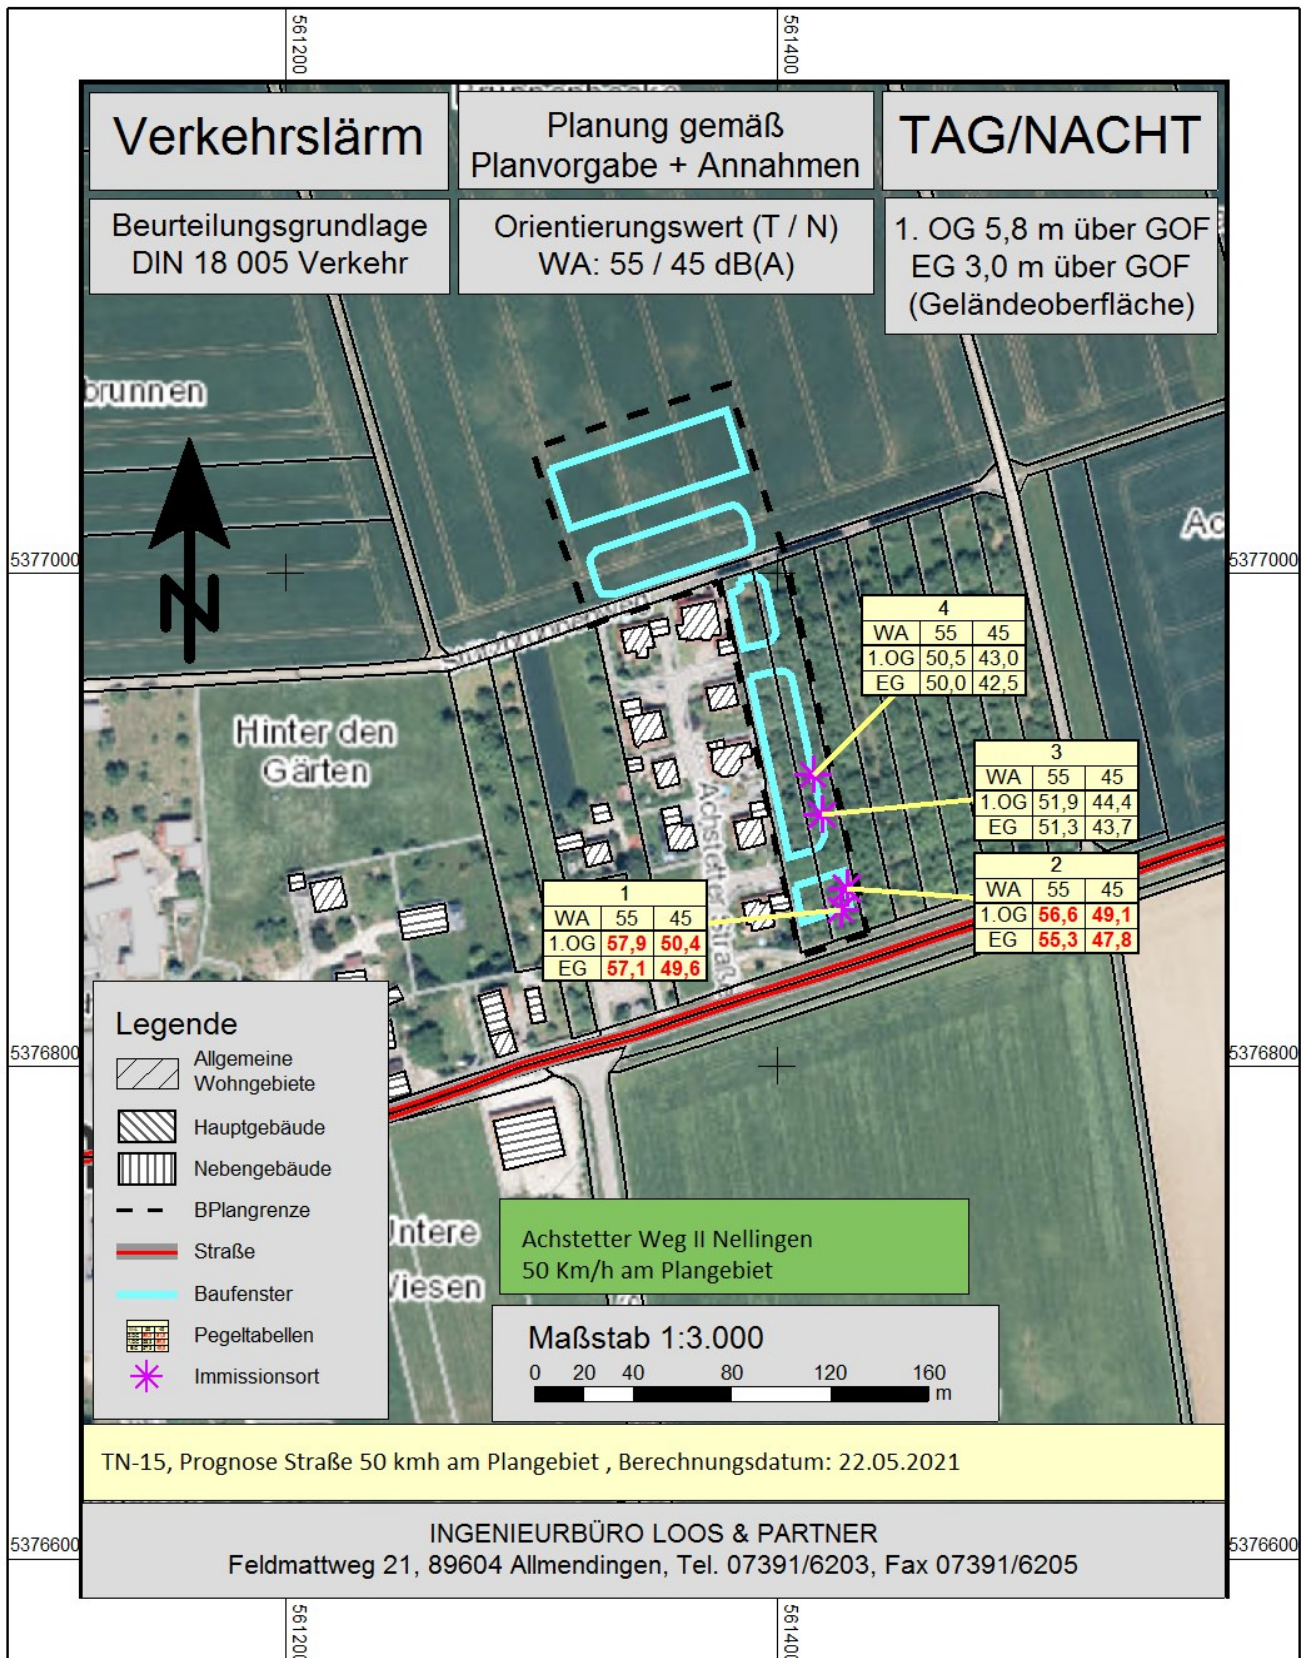 561200
561400
Verkehrslärm
Planung gemäß
Planvorgabe + Annahmen
TAG/NACHT
Beurteilungsgrundlage
DIN 18 005 Verkehr
Orientierungswert (T / N)
WA: 55 / 45 dB(A)
1. OG 5,8 m über GOF
EG 3,0 m über GOF
(Geländeoberfläche)
brunnen
Ac
5377000
5377000
4
WA 55 45
1.OG 50,5 43,0
EG 50,0 42,5
N
Hinter den
Gärten
Achstetter Straße
3
WA 55 45
1.OG 51,9 44,4
EG 51,3 43,7
2
WA 55 45
1.OG 56,6 49,1
EG 55,3 47,8
1
WA 55 45
1.OG 57,9 50,4
EG 57,1 49,6
5376800
5376800
Legende
Allgemeine
Wohngebiete
Hauptgebäude
Nebengebäude
BPlangrenze
Straße
Baufenster
Pegeltabellen
Immissionsort
Untere
Wiesen
Achstetter Weg II Nellingen
50 Km/h am Plangebiet
Maßstab 1:3.000
0 20 40 80 120 160
m
TN-15, Prognose Straße 50 kmh am Plangebiet , Berechnungsdatum: 22.05.2021
INGENIEURBÜRO LOOS & PARTNER
Feldmattweg 21, 89604 Allmendingen, Tel. 07391/6203, Fax 07391/6205
5376600
5376600
561200
561400